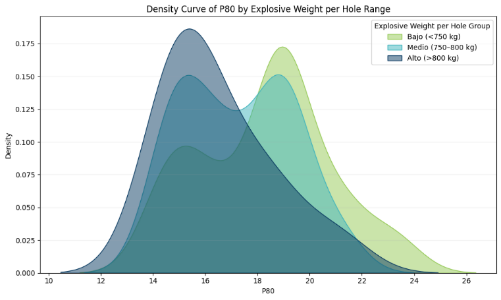 Density Curve of P80 by Explosive Weight per Hole Range
Explosive Weight per Hole Group
Bajo (<750 kg)
Medio (750–800 kg)
Alto (>800 kg)
Density
0.175
0.150
0.125
0.100
0.075
0.050
0.025
0.000
10 12 14 16 18 20 22 24 26
P80